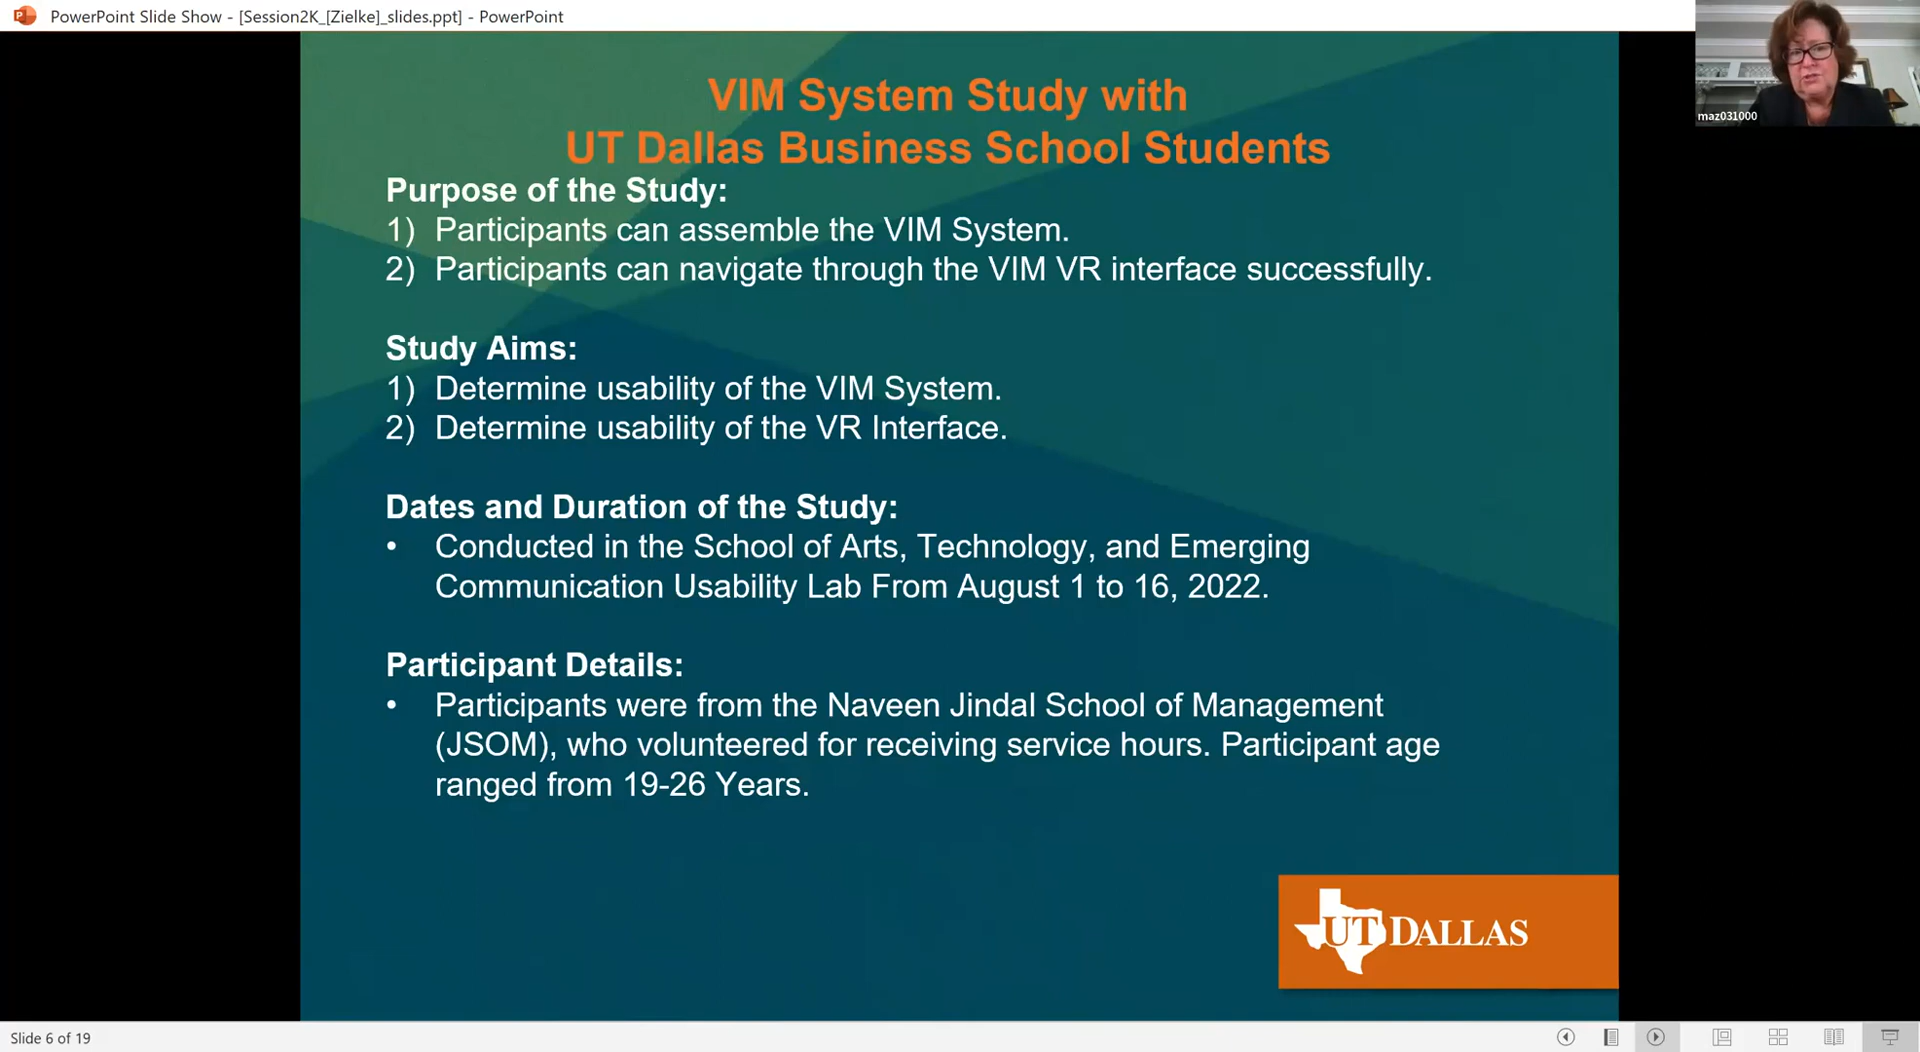 PowerPoint Slide Show - [Session2K_[Zielke]_slides.ppt] - PowerPoint
maz031000
VIM System Study with
UT Dallas Business School Students
Purpose of the Study:
1) Participants can assemble the VIM System.
2) Participants can navigate through the VIM VR interface successfully.
Study Aims:
1) Determine usability of the VIM System.
2) Determine usability of the VR Interface.
Dates and Duration of the Study:
• Conducted in the School of Arts, Technology, and Emerging
Communication Usability Lab From August 1 to 16, 2022.
Participant Details:
• Participants were from the Naveen Jindal School of Management
(JSOM), who volunteered for receiving service hours. Participant age
ranged from 19-26 Years.
UT DALLAS
Slide 6 of 19